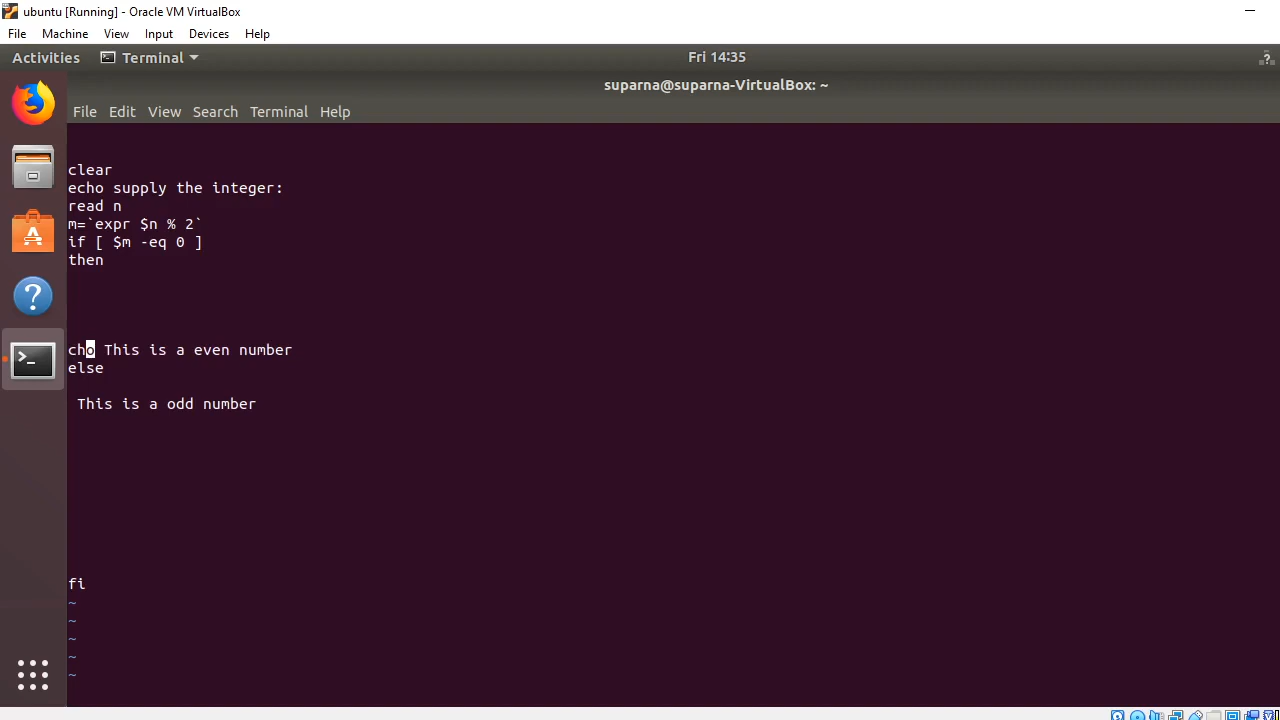 ubuntu [Running] - Oracle VM VirtualBox
File Machine View Input Devices Help
Activities Terminal Fri 14:35
suparna@suparna-VirtualBox: ~
File Edit View Search Terminal Help
clear
echo supply the integer:
read n
m=`expr $n % 2`
if [ $m -eq 0 ]
then
cho This is a even number
else
This is a odd number
fi
~
~
~
~
~